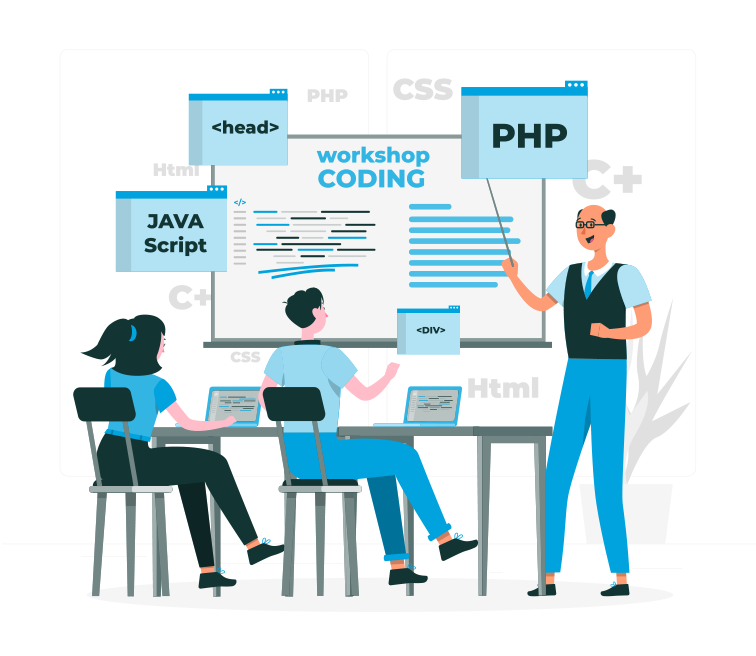 PHP
CSS
<head>
workshop
CODING
PHP
Html
C+
JAVA
Script
</>
C+
<DIV>
CSS
Html